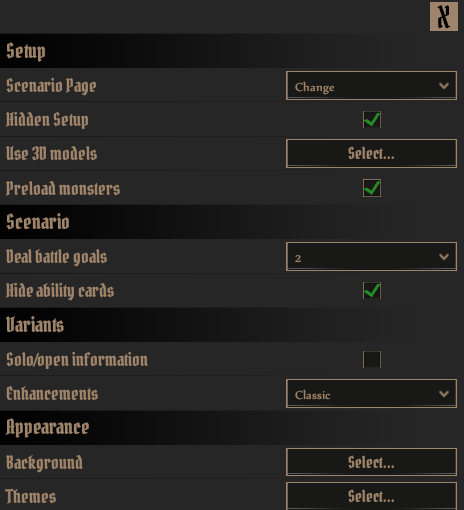 X
Setup
Scenario Page Change
Hidden Setup
Use 3D models Select...
Preload monsters
Scenario
Deal battle goals 2
Hide ability cards
Variants
Solo/open information
Enhancements Classic
Appearance
Background Select...
Themes Select...